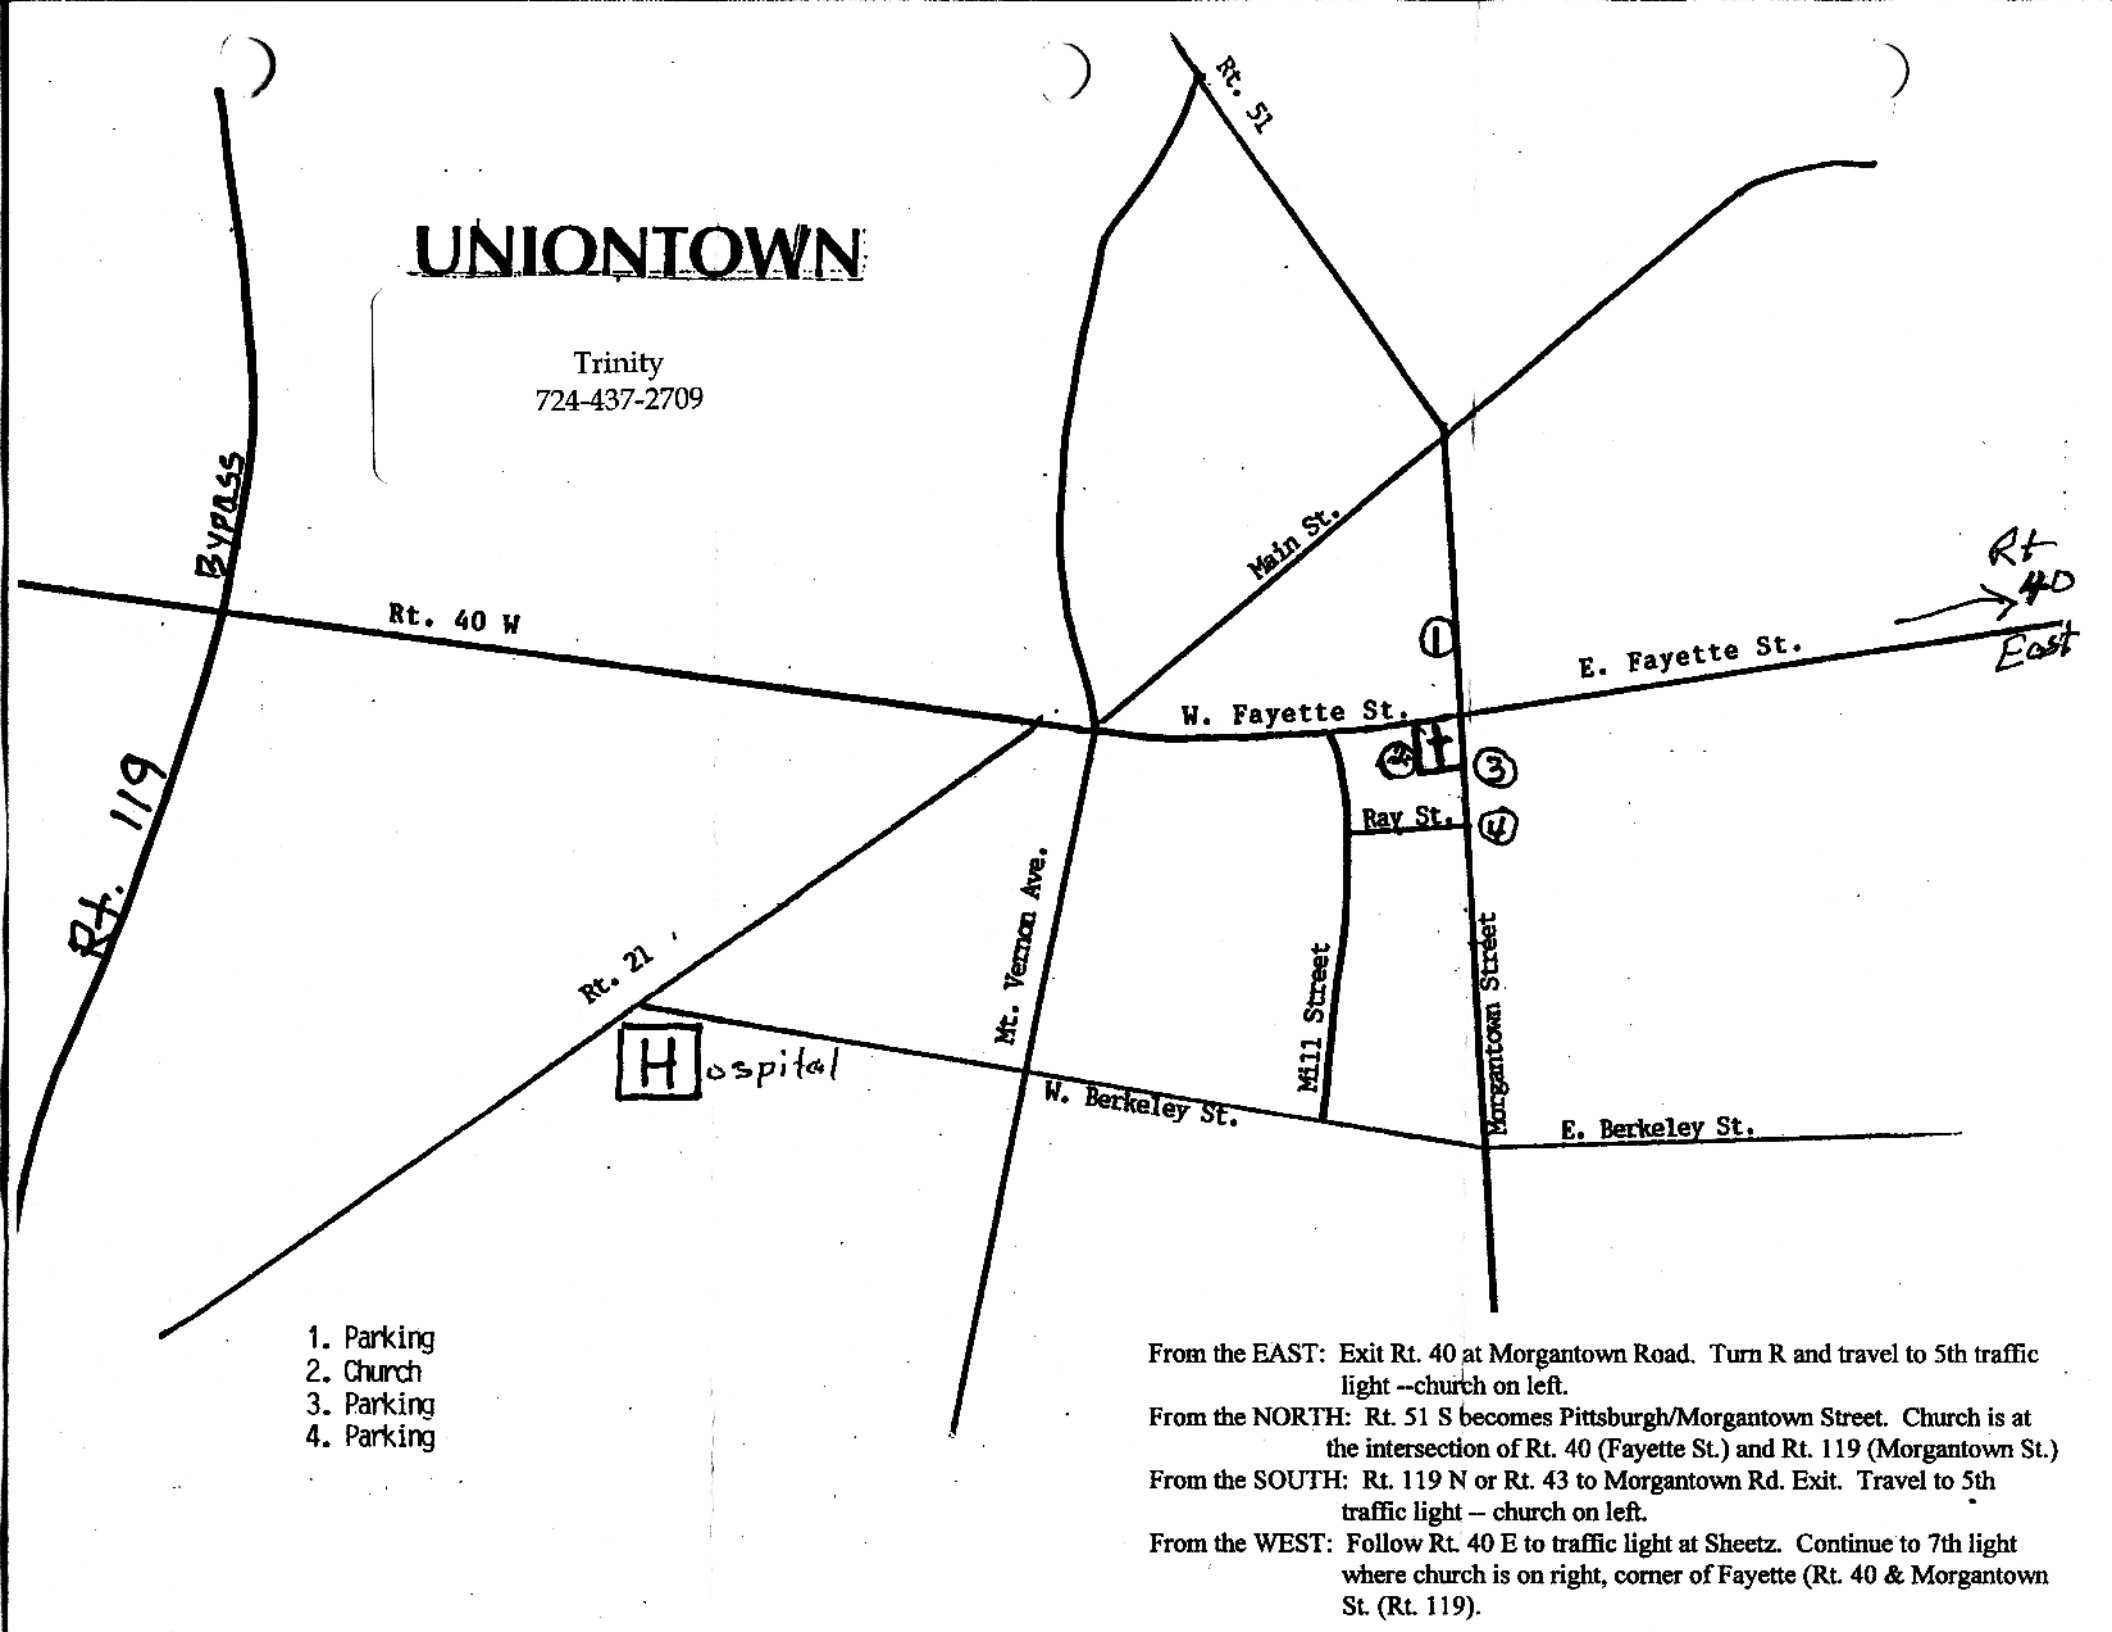 Rt. 51
UNIONTOWN
Trinity
724-437-2709
Bypass
Main St.
Rt
40
East
Rt. 40 W
1
E. Fayette St.
W. Fayette St.
2
3
Ray St.
4
Rt. 119
Mt. Vernon Ave.
Rt. 21
Mill Street
Morgantown Street
Hospital
W. Berkeley St.
E. Berkeley St.
1. Parking
2. Church
3. Parking
4. Parking
From the EAST: Exit Rt. 40 at Morgantown Road. Turn R and travel to 5th traffic
light --church on left.
From the NORTH: Rt. 51 S becomes Pittsburgh/Morgantown Street. Church is at
the intersection of Rt. 40 (Fayette St.) and Rt. 119 (Morgantown St.)
From the SOUTH: Rt. 119 N or Rt. 43 to Morgantown Rd. Exit. Travel to 5th
traffic light -- church on left.
From the WEST: Follow Rt. 40 E to traffic light at Sheetz. Continue to 7th light
where church is on right, corner of Fayette (Rt. 40 & Morgantown
St. (Rt. 119).